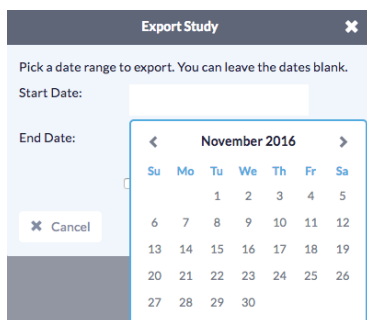 Export Study ✖
Pick a date range to export. You can leave the dates blank.
Start Date:
End Date:
< November 2016 >
Su Mo Tu We Th Fr Sa
1 2 3 4 5
6 7 8 9 10 11 12
13 14 15 16 17 18 19
20 21 22 23 24 25 26
27 28 29 30
✖ Cancel